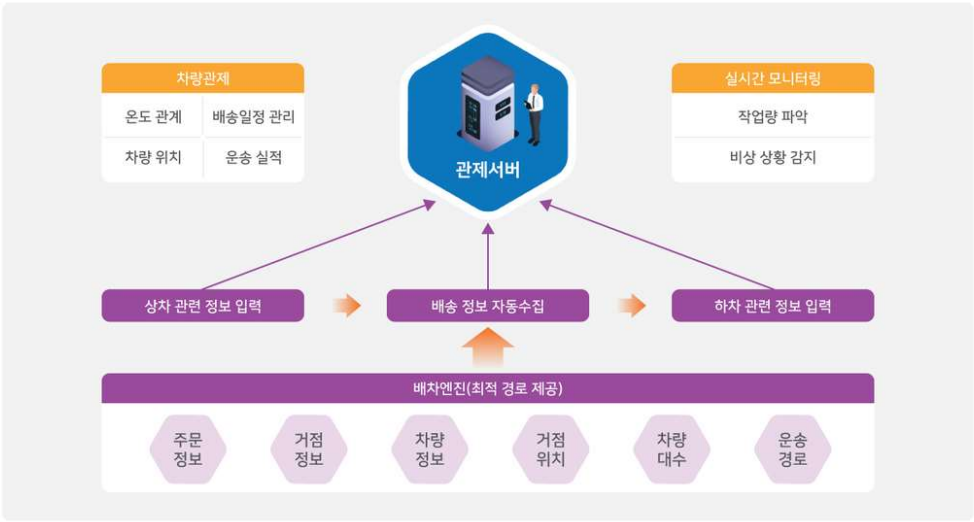 차량관제
온도 관계
배송일정 관리
차량 위치
운송 실적
관제서버
실시간 모니터링
작업량 파악
비상 상황 감지
상차 관련 정보 입력
배송 정보 자동수집
하차 관련 정보 입력
배차엔진(최적 경로 제공)
주문
정보
거점
정보
차량
정보
거점
위치
차량
대수
운송
경로